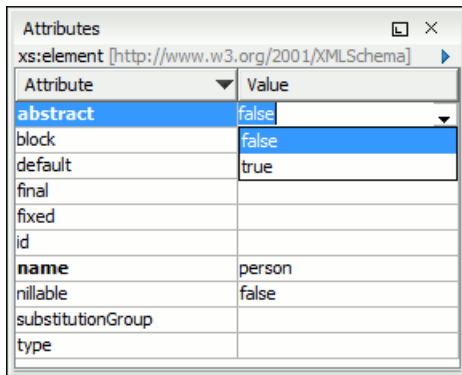 Attributes
xs:element [http://www.w3.org/2001/XMLSchema]
Attribute Value
abstract false
block false
default true
final
fixed
id
name person
nillable false
substitutionGroup
type